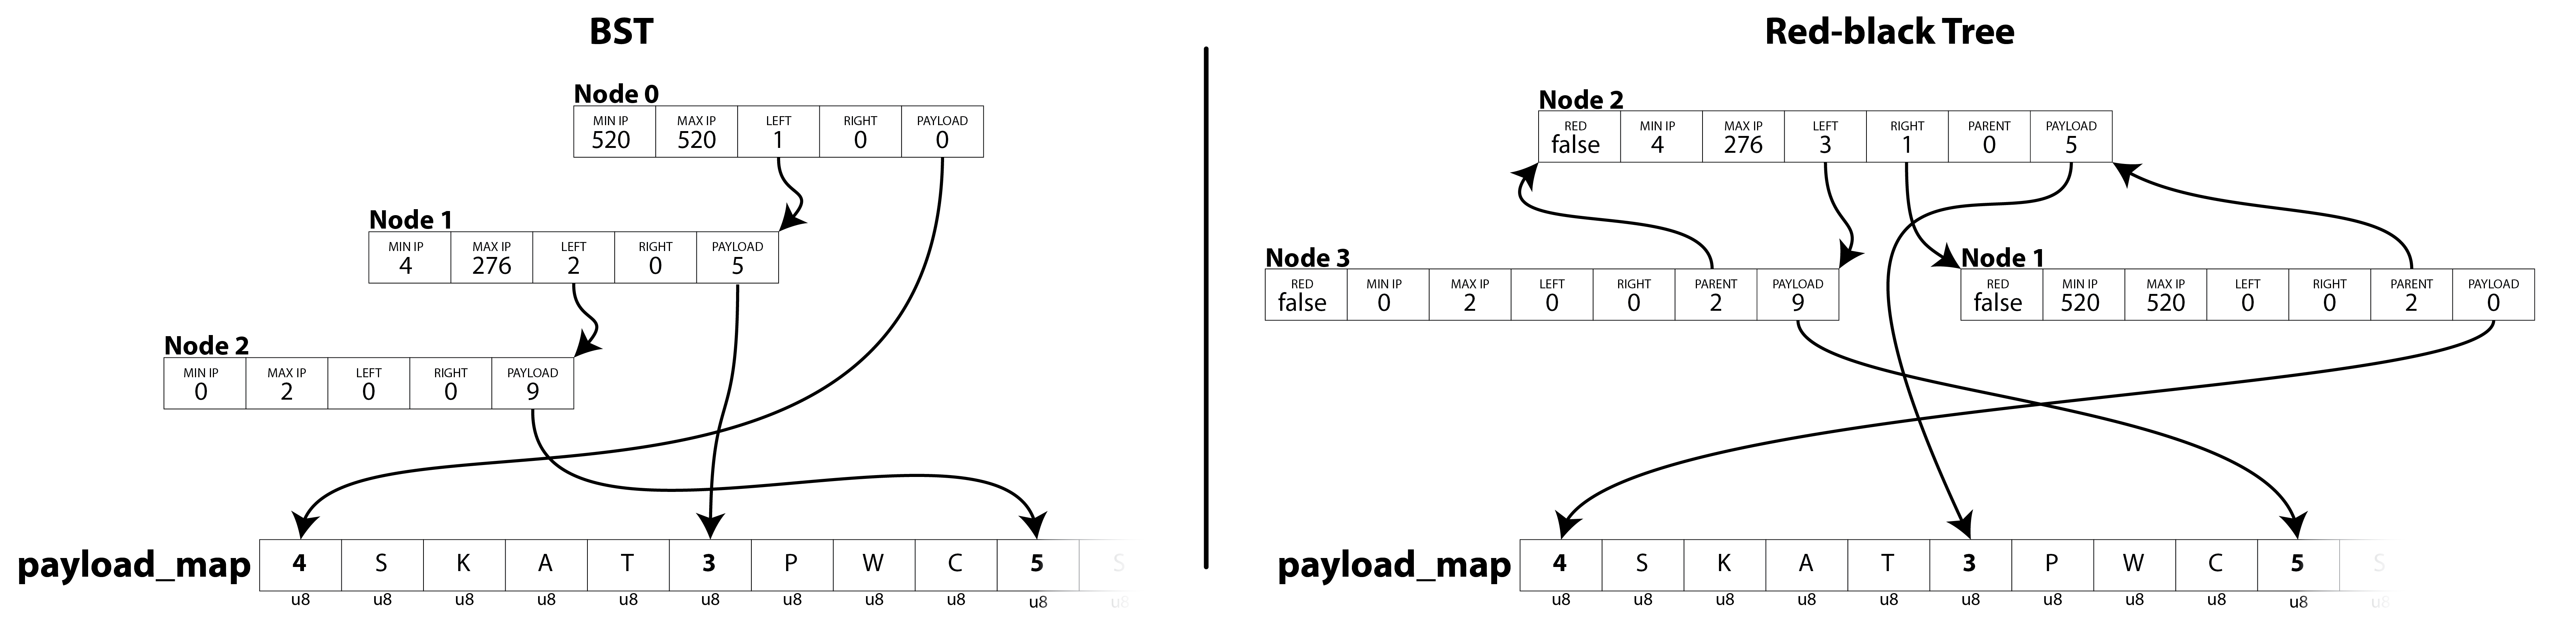 BST
Node 0
MIN IP MAX IP LEFT RIGHT PAYLOAD
520 520 1 0 0
Node 1
MIN IP MAX IP LEFT RIGHT PAYLOAD
4 276 2 0 5
Node 2
MIN IP MAX IP LEFT RIGHT PAYLOAD
0 2 0 0 9
payload_map 4 S K A T 3 P W C 5 S
u8 u8 u8 u8 u8 u8 u8 u8 u8 u8 u8
Red-black Tree
Node 2
RED MIN IP MAX IP LEFT RIGHT PARENT PAYLOAD
false 4 276 3 1 0 5
Node 3
RED MIN IP MAX IP LEFT RIGHT PARENT PAYLOAD
false 0 2 0 0 2 9
Node 1
RED MIN IP MAX IP LEFT RIGHT PARENT PAYLOAD
false 520 520 0 0 2 0
payload_map 4 S K A T 3 P W C 5 S
u8 u8 u8 u8 u8 u8 u8 u8 u8 u8 u8